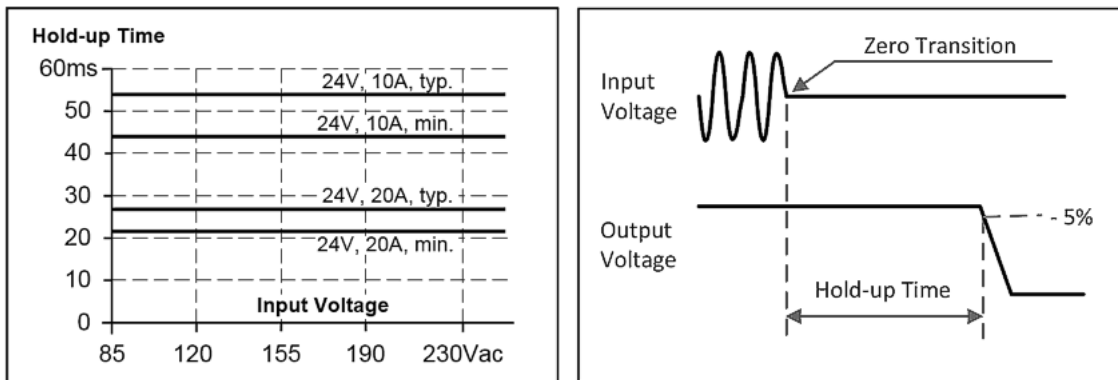 Hold-up Time
60ms
50
40
30
20
10
0
24V, 10A, typ.
24V, 10A, min.
24V, 20A, typ.
24V, 20A, min.
Input Voltage
85 120 155 190 230Vac
Zero Transition
Input
Voltage
Output
Voltage
- 5%
Hold-up Time